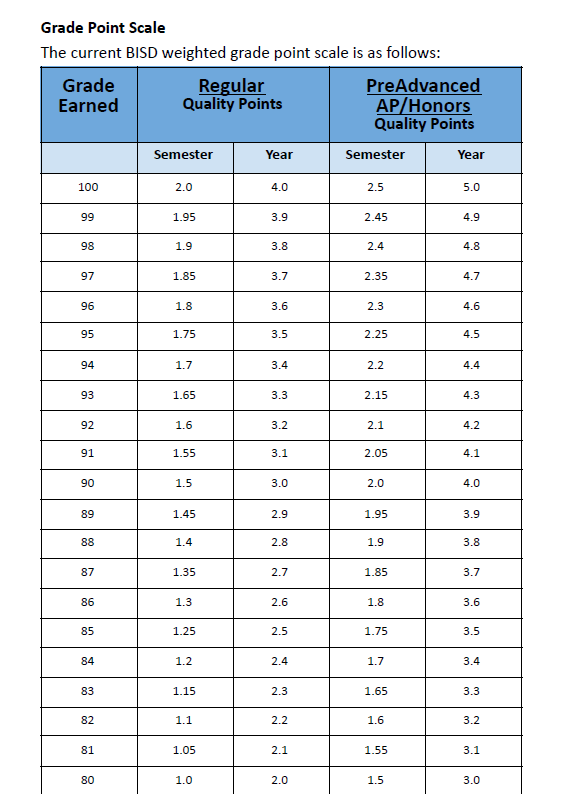 Grade Point Scale
The current BISD weighted grade point scale is as follows:
Grade Earned Regular Quality Points PreAdvanced AP/Honors Quality Points
Semester Year Semester Year
100 2.0 4.0 2.5 5.0
99 1.95 3.9 2.45 4.9
98 1.9 3.8 2.4 4.8
97 1.85 3.7 2.35 4.7
96 1.8 3.6 2.3 4.6
95 1.75 3.5 2.25 4.5
94 1.7 3.4 2.2 4.4
93 1.65 3.3 2.15 4.3
92 1.6 3.2 2.1 4.2
91 1.55 3.1 2.05 4.1
90 1.5 3.0 2.0 4.0
89 1.45 2.9 1.95 3.9
88 1.4 2.8 1.9 3.8
87 1.35 2.7 1.85 3.7
86 1.3 2.6 1.8 3.6
85 1.25 2.5 1.75 3.5
84 1.2 2.4 1.7 3.4
83 1.15 2.3 1.65 3.3
82 1.1 2.2 1.6 3.2
81 1.05 2.1 1.55 3.1
80 1.0 2.0 1.5 3.0